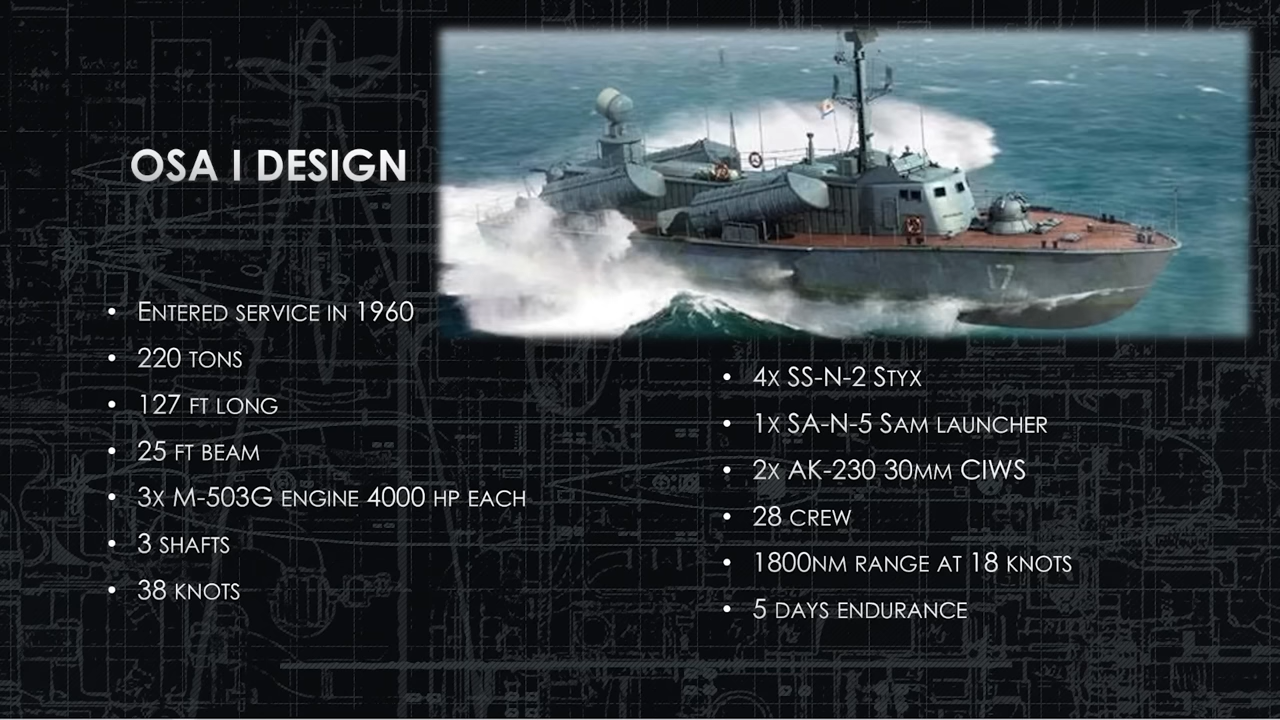 OSA I DESIGN
• ENTERED SERVICE IN 1960
• 220 TONS
• 127 FT LONG
• 25 FT BEAM
• 3X M-503G ENGINE 4000 HP EACH
• 3 SHAFTS
• 38 KNOTS
17
• 4X SS-N-2 STYX
• 1X SA-N-5 SAM LAUNCHER
• 2X AK-230 30MM CIWS
• 28 CREW
• 1800NM RANGE AT 18 KNOTS
• 5 DAYS ENDURANCE